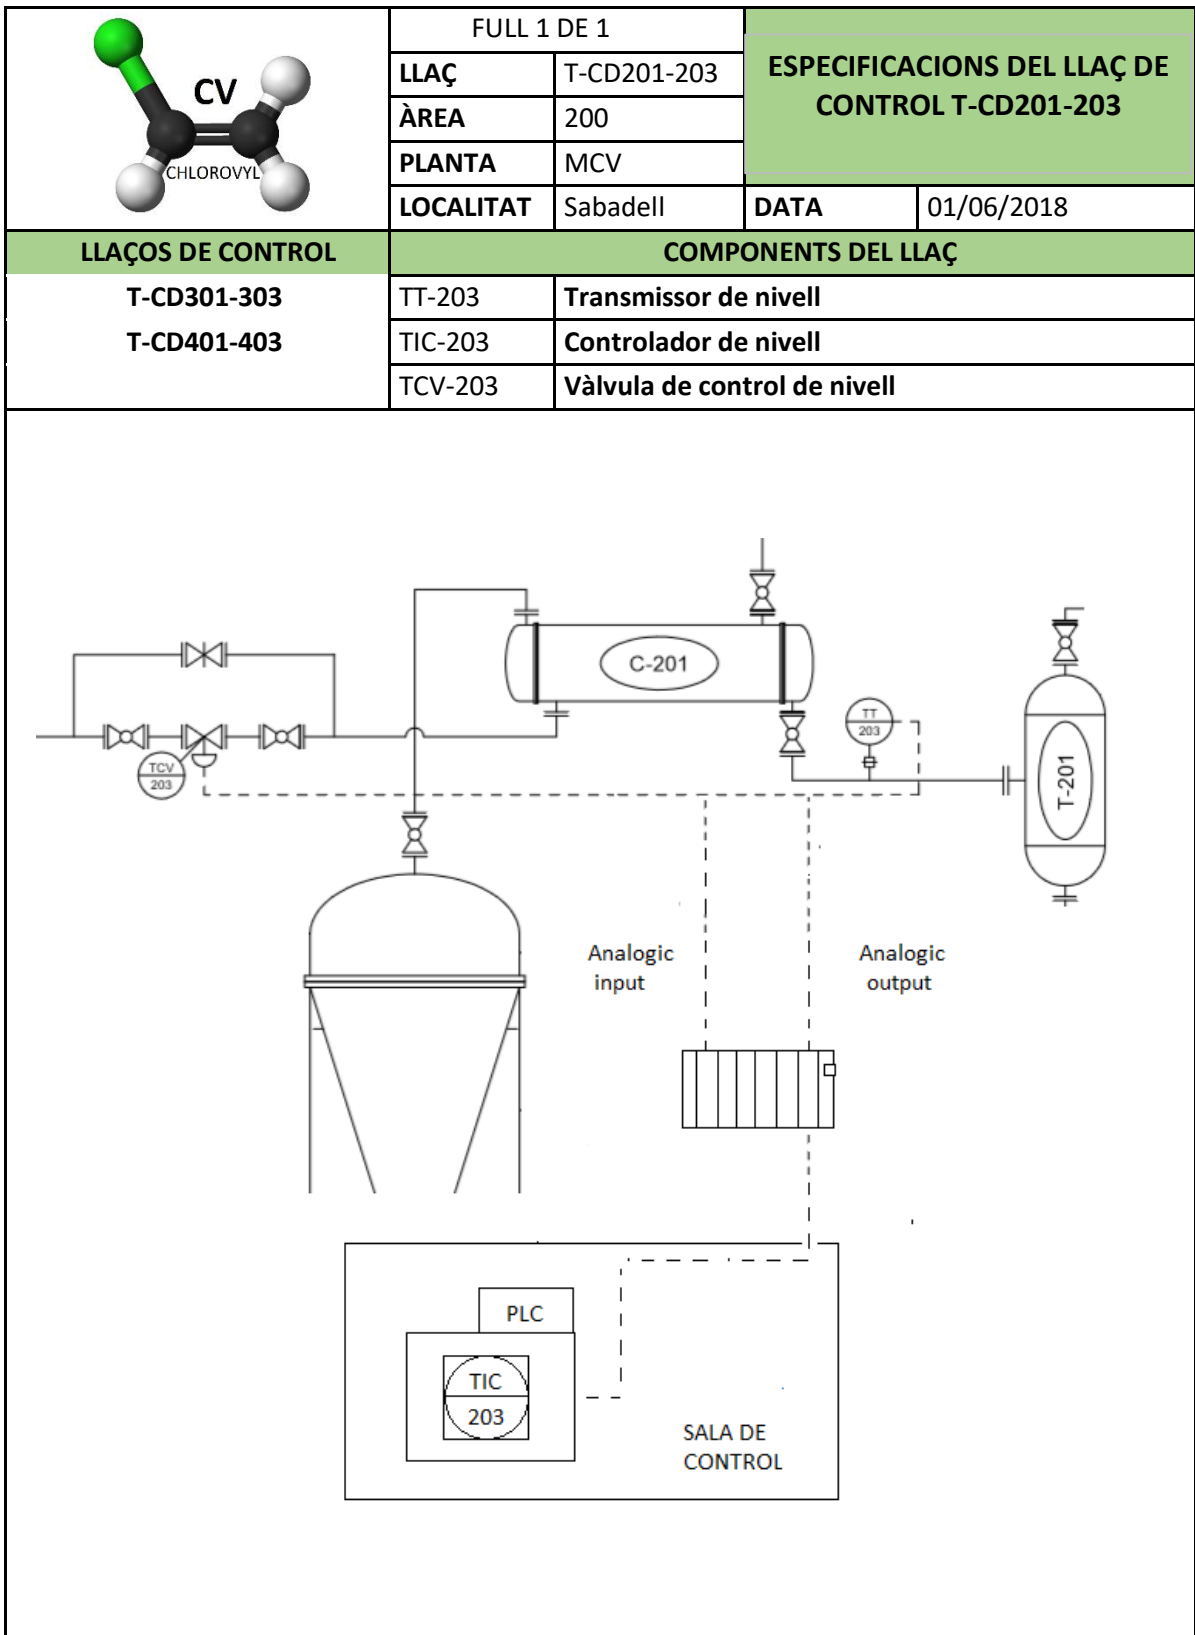 CV
CHLOROVYL
FULL 1 DE 1
LLAÇ T-CD201-203
ÀREA 200
PLANTA MCV
LOCALITAT Sabadell
ESPECIFICACIONS DEL LLAÇ DE
CONTROL T-CD201-203
DATA 01/06/2018
LLAÇOS DE CONTROL
COMPONENTS DEL LLAÇ
T-CD301-303
TT-203 Transmissor de nivell
T-CD401-403
TIC-203 Controlador de nivell
TCV-203 Vàlvula de control de nivell
C-201
TT
203
TCV
203
T-201
Analogic
input
Analogic
output
PLC
TIC
203
SALA DE
CONTROL